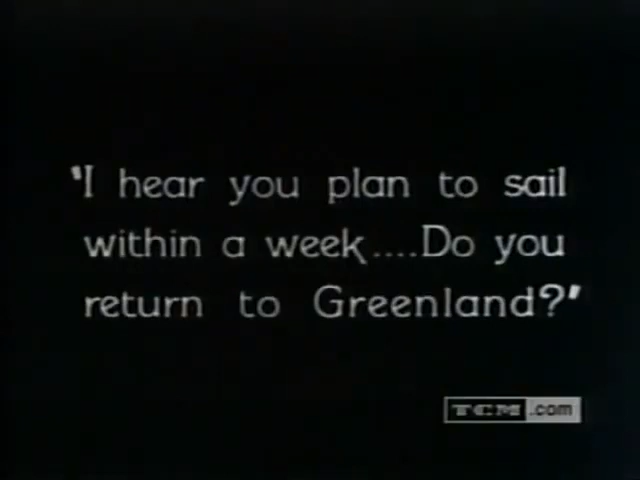 "I hear you plan to sail
within a week....Do you
return to Greenland?"
TCM.com